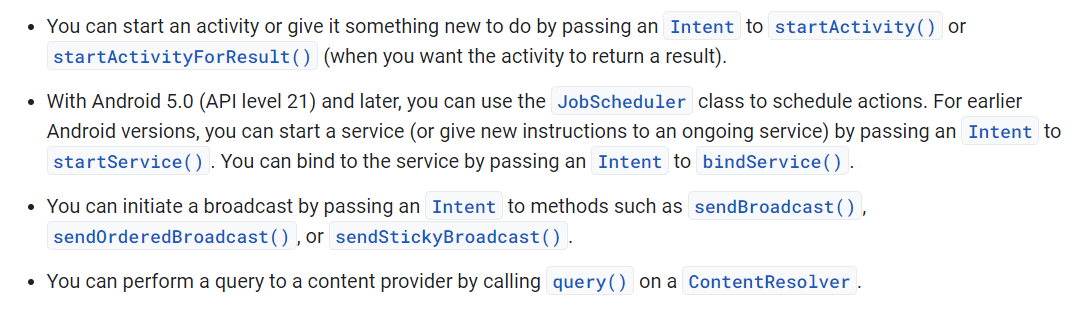 • You can start an activity or give it something new to do by passing an Intent to startActivity() or
startActivityForResult() (when you want the activity to return a result).
• With Android 5.0 (API level 21) and later, you can use the JobScheduler class to schedule actions. For earlier
Android versions, you can start a service (or give new instructions to an ongoing service) by passing an Intent to
startService(). You can bind to the service by passing an Intent to bindService().
• You can initiate a broadcast by passing an Intent to methods such as sendBroadcast(),
sendOrderedBroadcast(), or sendStickyBroadcast().
• You can perform a query to a content provider by calling query() on a ContentResolver.